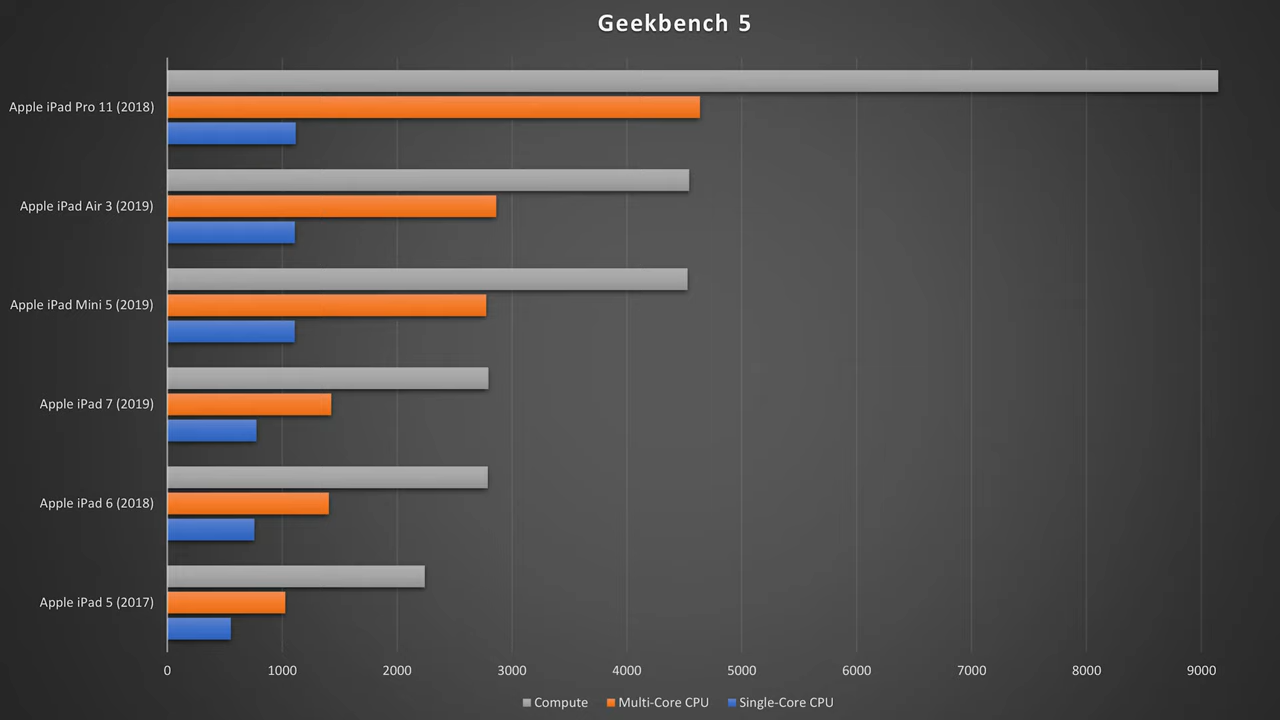 Geekbench 5
Apple iPad Pro 11 (2018)
Apple iPad Air 3 (2019)
Apple iPad Mini 5 (2019)
Apple iPad 7 (2019)
Apple iPad 6 (2018)
Apple iPad 5 (2017)
0 1000 2000 3000 4000 5000 6000 7000 8000 9000
Compute Multi-Core CPU Single-Core CPU